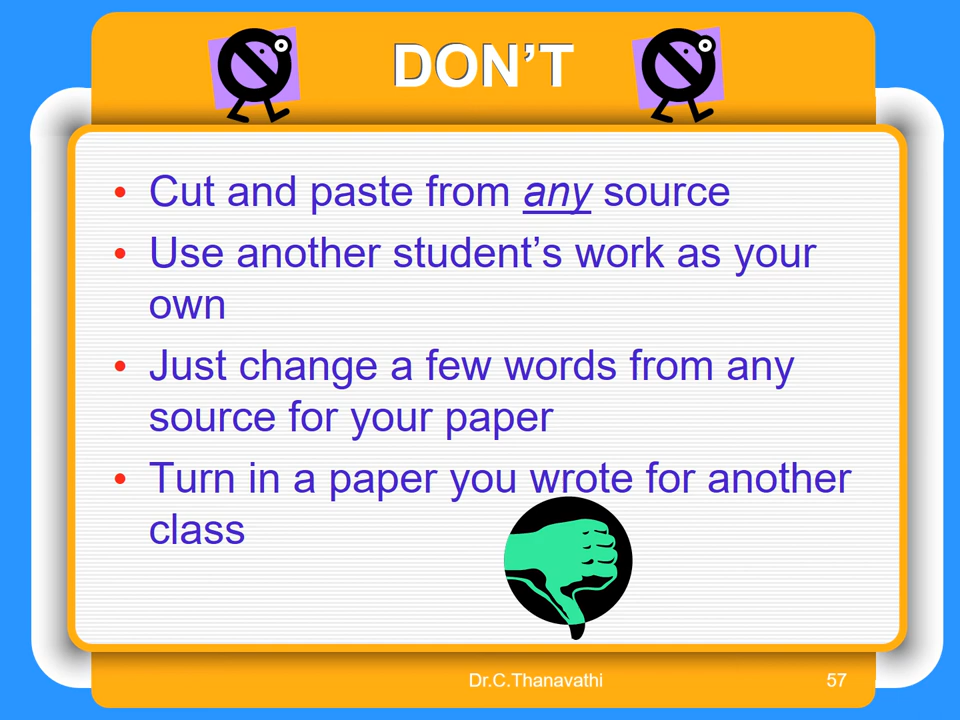 DON’T
• Cut and paste from any source
• Use another student’s work as your
own
• Just change a few words from any
source for your paper
• Turn in a paper you wrote for another
class
Dr.C.Thanavathi
57